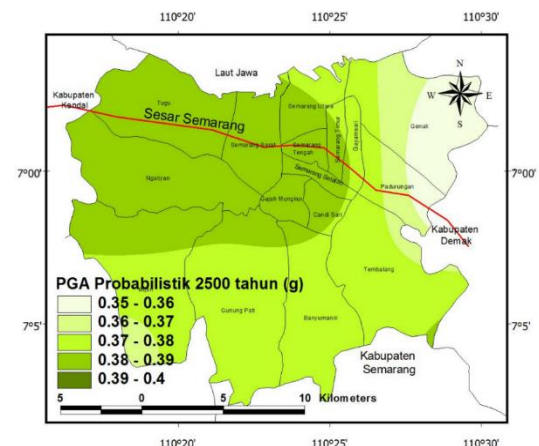 110°20' 110°25' 110°30'
Laut Jawa
N
W E
S
Kabupaten
Kendal
Tugu
Semarang Utara
Genuk
Sesar Semarang
Semarang Timur
Gayamsari
Semarang Barat
Semarang
Tengah
7°00' 7°00'
Ngaliyan
Semarang Selatan
Pedurungan
Gajah Mungkur
Candi Sari
Kabupaten
Demak
Tembalang
PGA Probabilistik 2500 tahun (g)
0.35 - 0.36
0.36 - 0.37
0.37 - 0.38
0.38 - 0.39
0.39 - 0.4
Gunung Pati
Banyumanik
7°5' 7°5'
Kabupaten
Semarang
5 0 5 10 Kilometers
110°20' 110°25' 110°30'